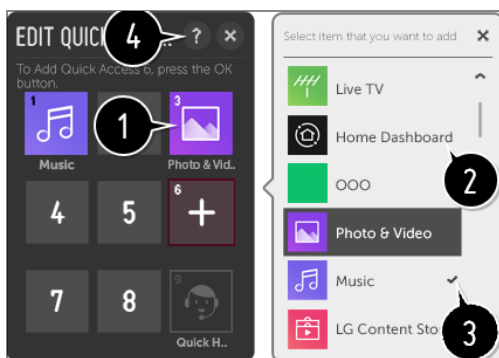 EDIT QUIC
4
..
?
×
To Add Quick Access 6, press the OK
button.
1
3
1
Music
Photo & Vid..
4
5
6
+
7
8
9
Quick H..
Select item that you want to add
×
Live TV
Home Dashboard
2
OOO
Photo & Video
Music
LG Content Sto
3